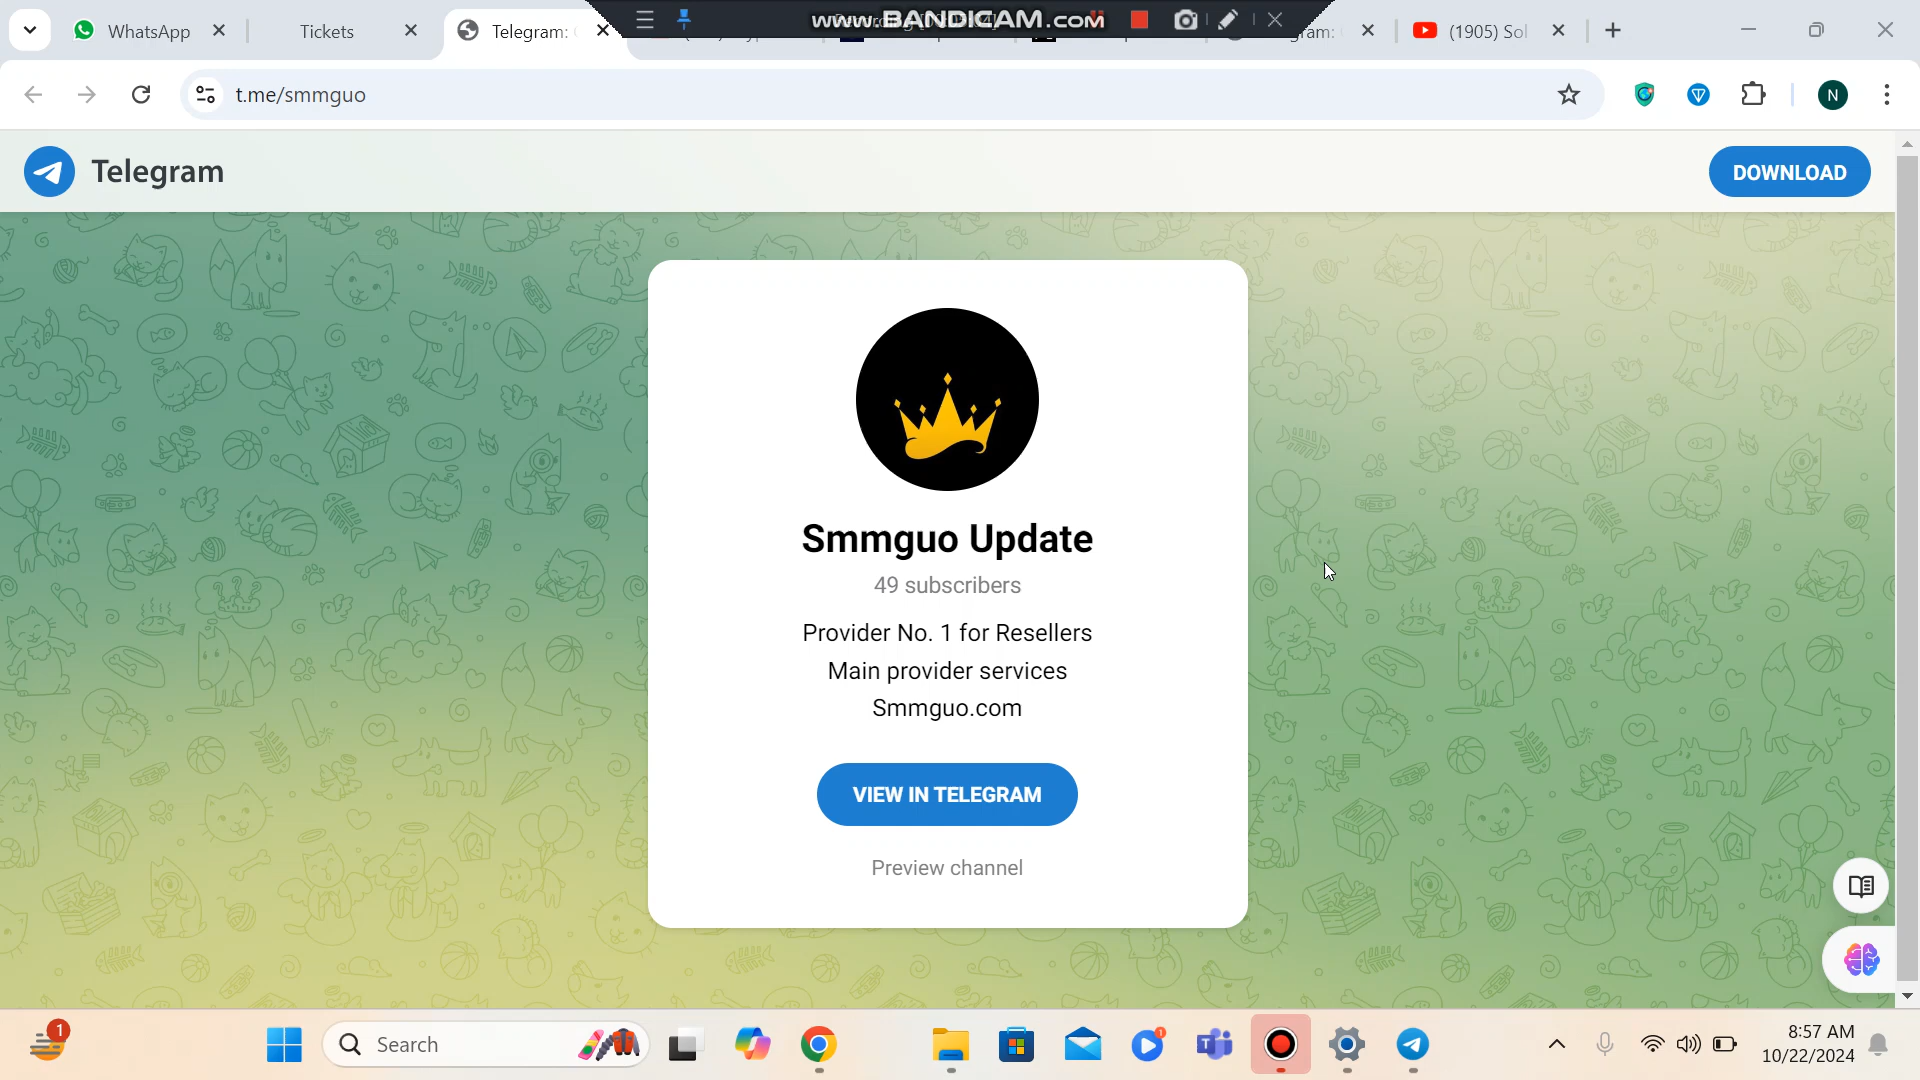 www.BANDICAM.com
WhatsApp
Tickets
Telegram:
(1905) Sol
t.me/smmguo
N
Telegram
DOWNLOAD
Smmguo Update
49 subscribers
Provider No. 1 for Resellers
Main provider services
Smmguo.com
VIEW IN TELEGRAM
Preview channel
1
Search
8:57 AM
10/22/2024